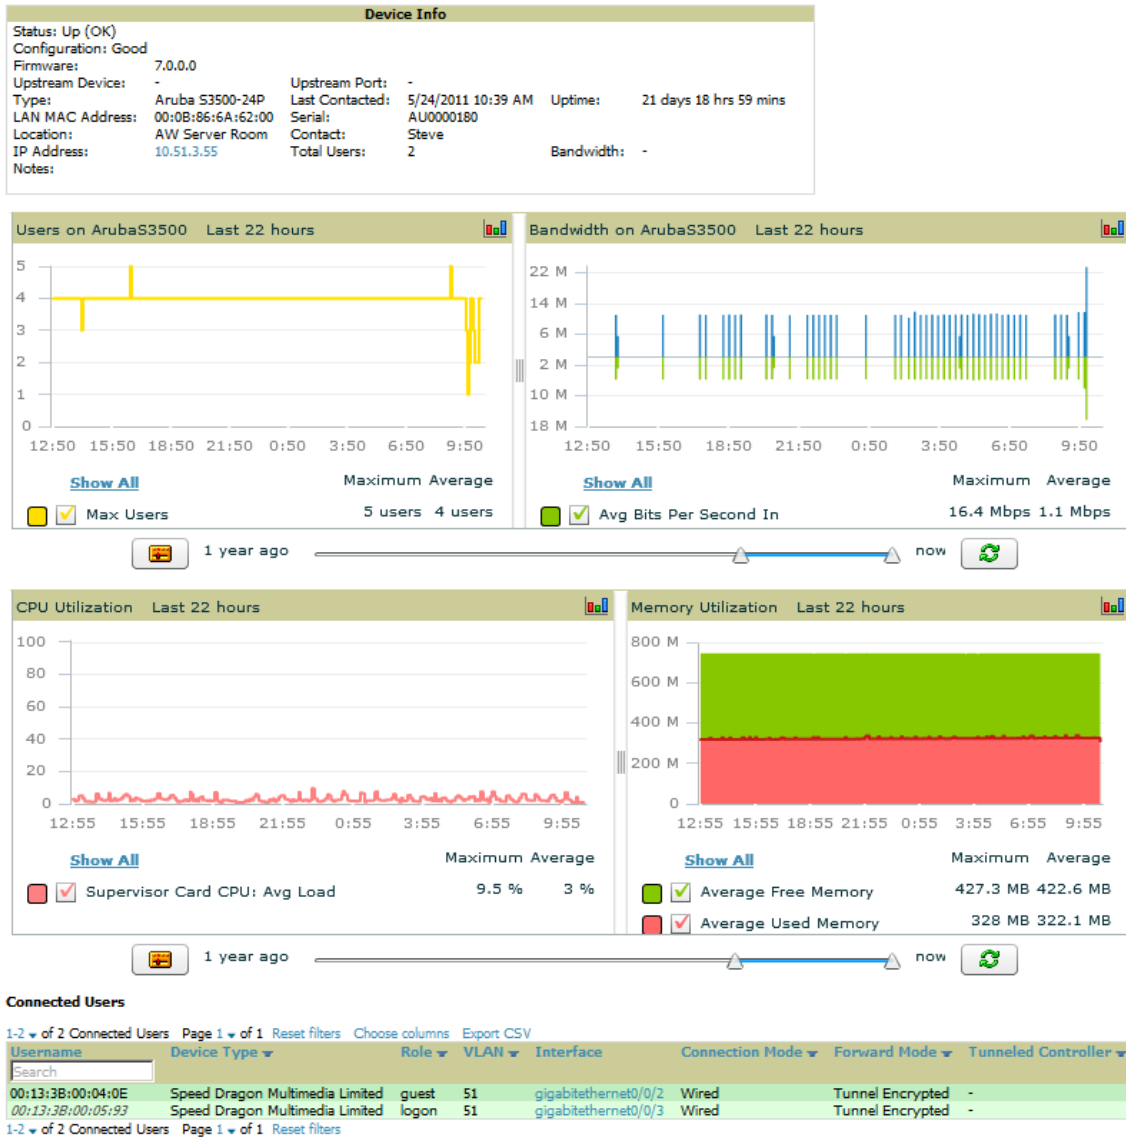 Device Info
Status: Up (OK)
Configuration: Good
Firmware: 7.0.0.0
Upstream Device: - Upstream Port: -
Type: Aruba S3500-24P Last Contacted: 5/24/2011 10:39 AM Uptime: 21 days 18 hrs 59 mins
LAN MAC Address: 00:0B:86:6A:62:00 Serial: AU0000180
Location: AW Server Room Contact: Steve
IP Address: 10.51.3.55 Total Users: 2 Bandwidth: -
Notes:
Users on ArubaS3500 Last 22 hours
5
4
3
2
1
0
12:50 15:50 18:50 21:50 0:50 3:50 6:50 9:50
Show All Maximum Average
Max Users 5 users 4 users
Bandwidth on ArubaS3500 Last 22 hours
22 M
14 M
6 M
2 M
10 M
18 M
12:50 15:50 18:50 21:50 0:50 3:50 6:50 9:50
Show All Maximum Average
Avg Bits Per Second In 16.4 Mbps 1.1 Mbps
1 year ago now
CPU Utilization Last 22 hours
100
80
60
40
20
0
12:55 15:55 18:55 21:55 0:55 3:55 6:55 9:55
Show All Maximum Average
Supervisor Card CPU: Avg Load 9.5 % 3 %
Memory Utilization Last 22 hours
800 M
600 M
400 M
200 M
0
12:55 15:55 18:55 21:55 0:55 3:55 6:55 9:55
Show All Maximum Average
Average Free Memory 427.3 MB 422.6 MB
Average Used Memory 328 MB 322.1 MB
1 year ago now
Connected Users
1-2 of 2 Connected Users Page 1 of 1 Reset filters Choose columns Export CSV
Username Device Type Role VLAN Interface Connection Mode Forward Mode Tunneled Controller
Search
00:13:3B:00:04:0E Speed Dragon Multimedia Limited guest 51 gigabitethernet0/0/2 Wired Tunnel Encrypted -
00:13:3B:00:05:93 Speed Dragon Multimedia Limited logon 51 gigabitethernet0/0/3 Wired Tunnel Encrypted -
1-2 of 2 Connected Users Page 1 of 1 Reset filters